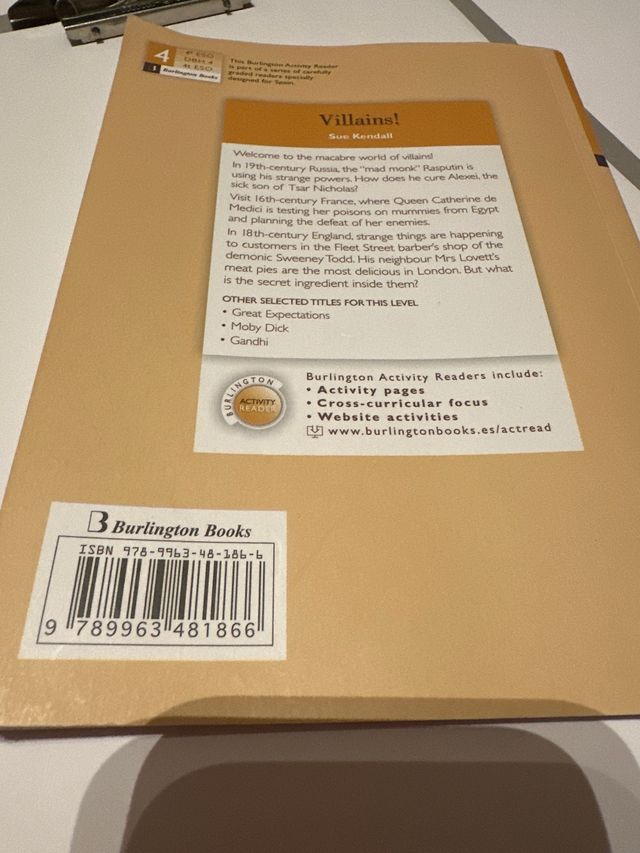 4
4º ESO
DBH 4
4t ESO
1 Burlington Books
This Burlington Activity Reader
is part of a series of carefully
graded readers specially
designed for Spain.
Villains!
Sue Kendall
Welcome to the macabre world of villains!
In 19th-century Russia, the "mad monk" Rasputin is
using his strange powers. How does he cure Alexei, the
sick son of Tsar Nicholas?
Visit 16th-century France, where Queen Catherine de
Medici is testing her poisons on mummies from Egypt
and planning the defeat of her enemies.
In 18th-century England, strange things are happening
to customers in the Fleet Street barber's shop of the
demonic Sweeney Todd. His neighbour Mrs Lovett's
meat pies are the most delicious in London. But what
is the secret ingredient inside them?
OTHER SELECTED TITLES FOR THIS LEVEL
• Great Expectations
• Moby Dick
• Gandhi
BURLINGTON
ACTIVITY
READER
Burlington Activity Readers include:
• Activity pages
• Cross-curricular focus
• Website activities
www.burlingtonbooks.es/actread
B Burlington Books
ISBN 978-9963-48-186-6
9 789963 481866